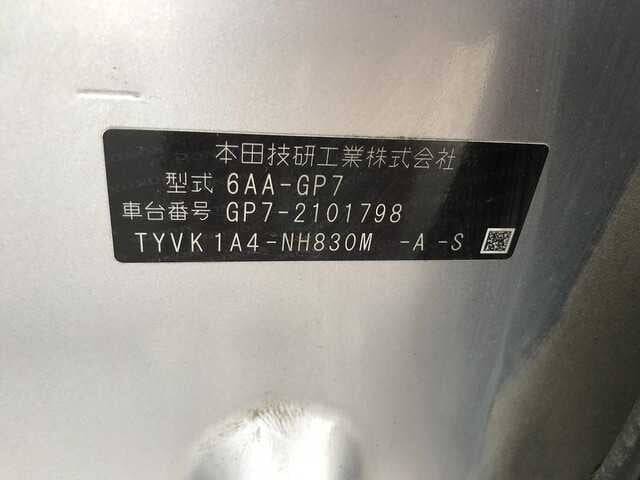 本田技研工業株式会社
型式 6AA-GP7
車台番号 GP7-2101798
TYVK1A4-NH830M -A-S